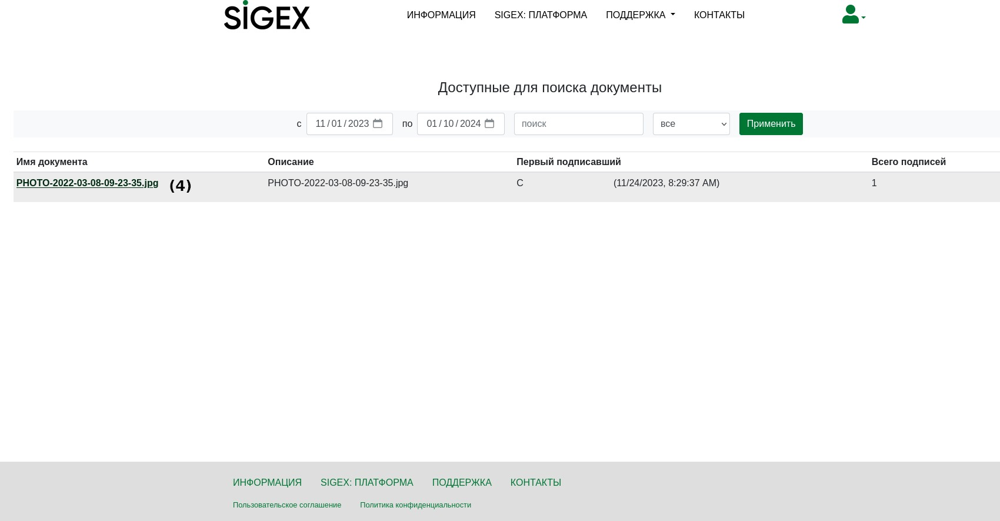 SiGEX ИНФОРМАЦИЯ SIGEX: ПЛАТФОРМА ПОДДЕРЖКА КОНТАКТЫ
Доступные для поиска документы
с 11/01/2023 по 01/10/2024 поиск все Применить
Имя документа Описание Первый подписавший Всего подписей
PHOTO-2022-03-08-09-23-35.jpg (4) PHOTO-2022-03-08-09-23-35.jpg С (11/24/2023, 8:29:37 AM) 1
ИНФОРМАЦИЯ SIGEX: ПЛАТФОРМА ПОДДЕРЖКА КОНТАКТЫ
Пользовательское соглашение Политика конфиденциальности